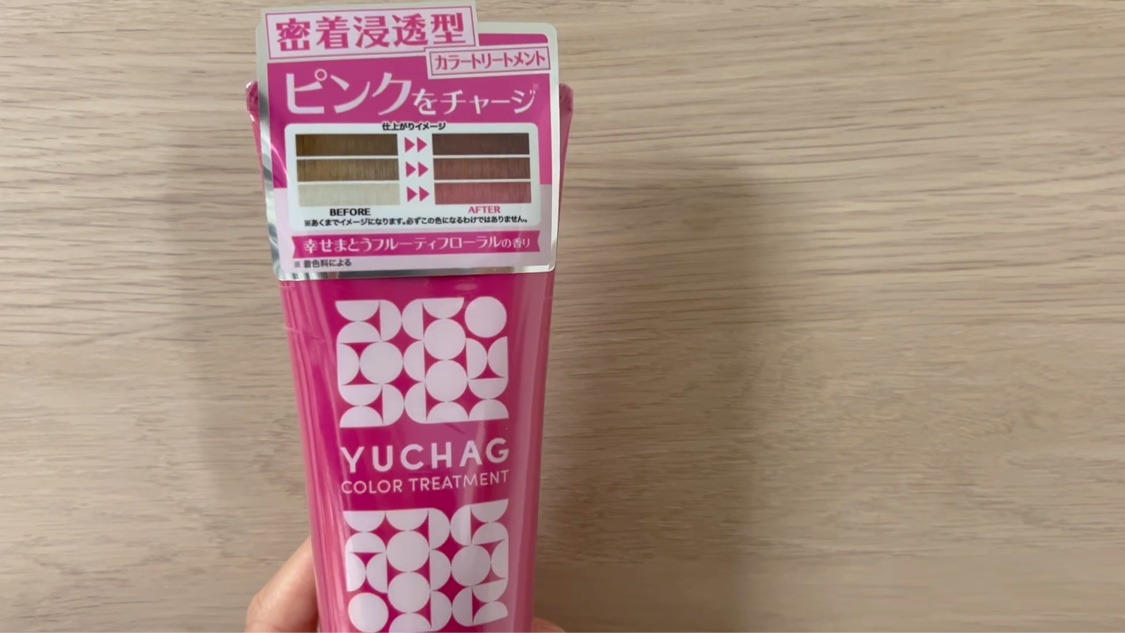 密着浸透型
カラートリートメント
ピンクをチャージ※
仕上がりイメージ
BEFORE
AFTER
※あくまでイメージになります。必ずこの色になるわけではありません。
幸せまとうフルーティフローラルの香り
※ 着色料による
YUCHAG
COLOR TREATMENT